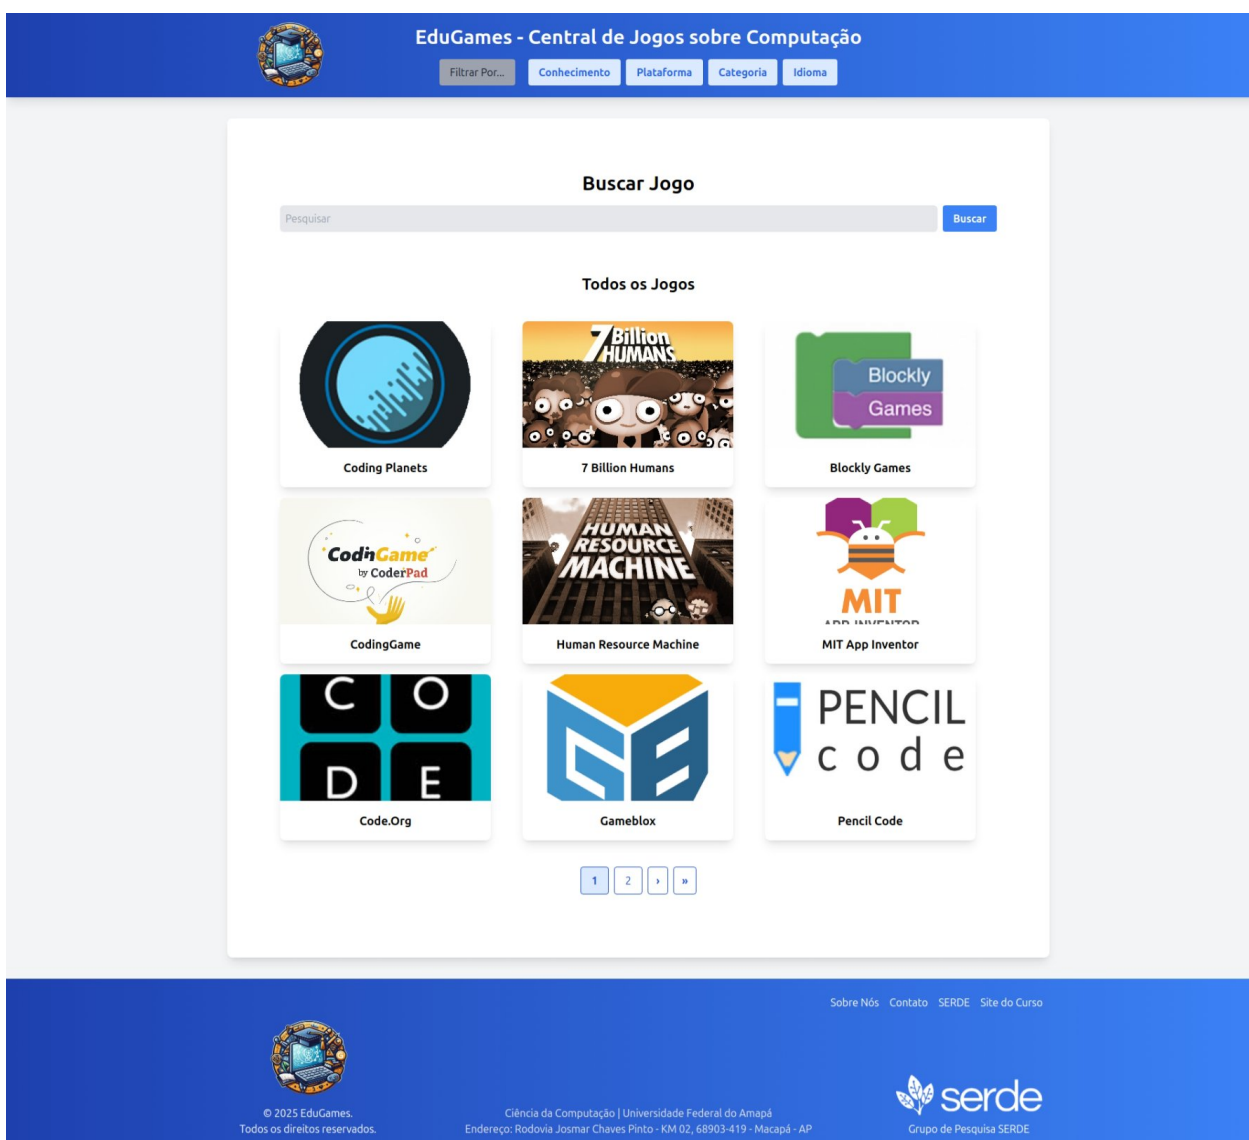 EduGames - Central de Jogos sobre Computação
Filtrar Por...
Conhecimento
Plataforma
Categoria
Idioma
Buscar Jogo
Pesquisar
Buscar
Todos os Jogos
7 Billion
HUMANS
Blockly
Games
Coding Planets
7 Billion Humans
Blockly Games
CodinGame
by CoderPad
HUMAN
RESOURCE
MACHINE
MIT
APP INVENTOR
CodingGame
Human Resource Machine
MIT App Inventor
C O
D E
GB
PENCIL
code
Code.Org
Gameblox
Pencil Code
1 2 › »
Sobre Nós Contato SERDE Site do Curso
serde
© 2025 EduGames.
Todos os direitos reservados.
Ciência da Computação | Universidade Federal do Amapá
Endereço: Rodovia Josmar Chaves Pinto - KM 02, 68903-419 - Macapá - AP
Grupo de Pesquisa SERDE